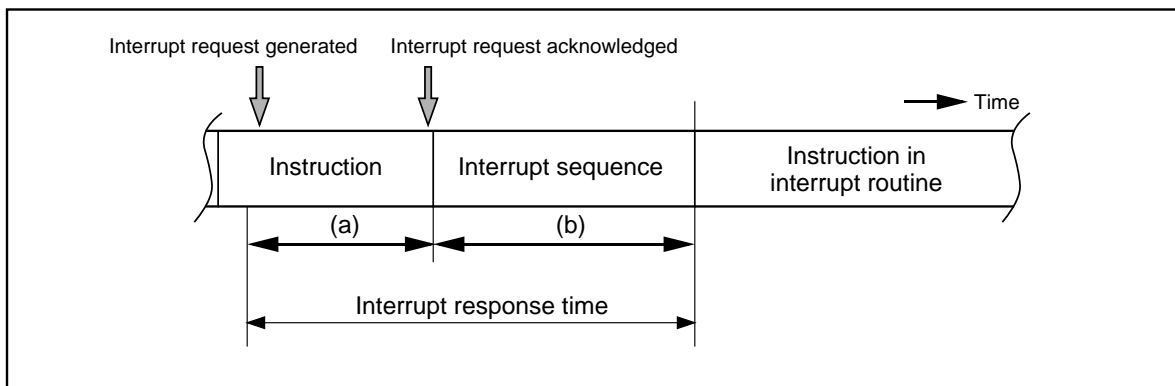 Interrupt request generated
Interrupt request acknowledged
Time
Instruction
Interrupt sequence
Instruction in
interrupt routine
(a)
(b)
Interrupt response time